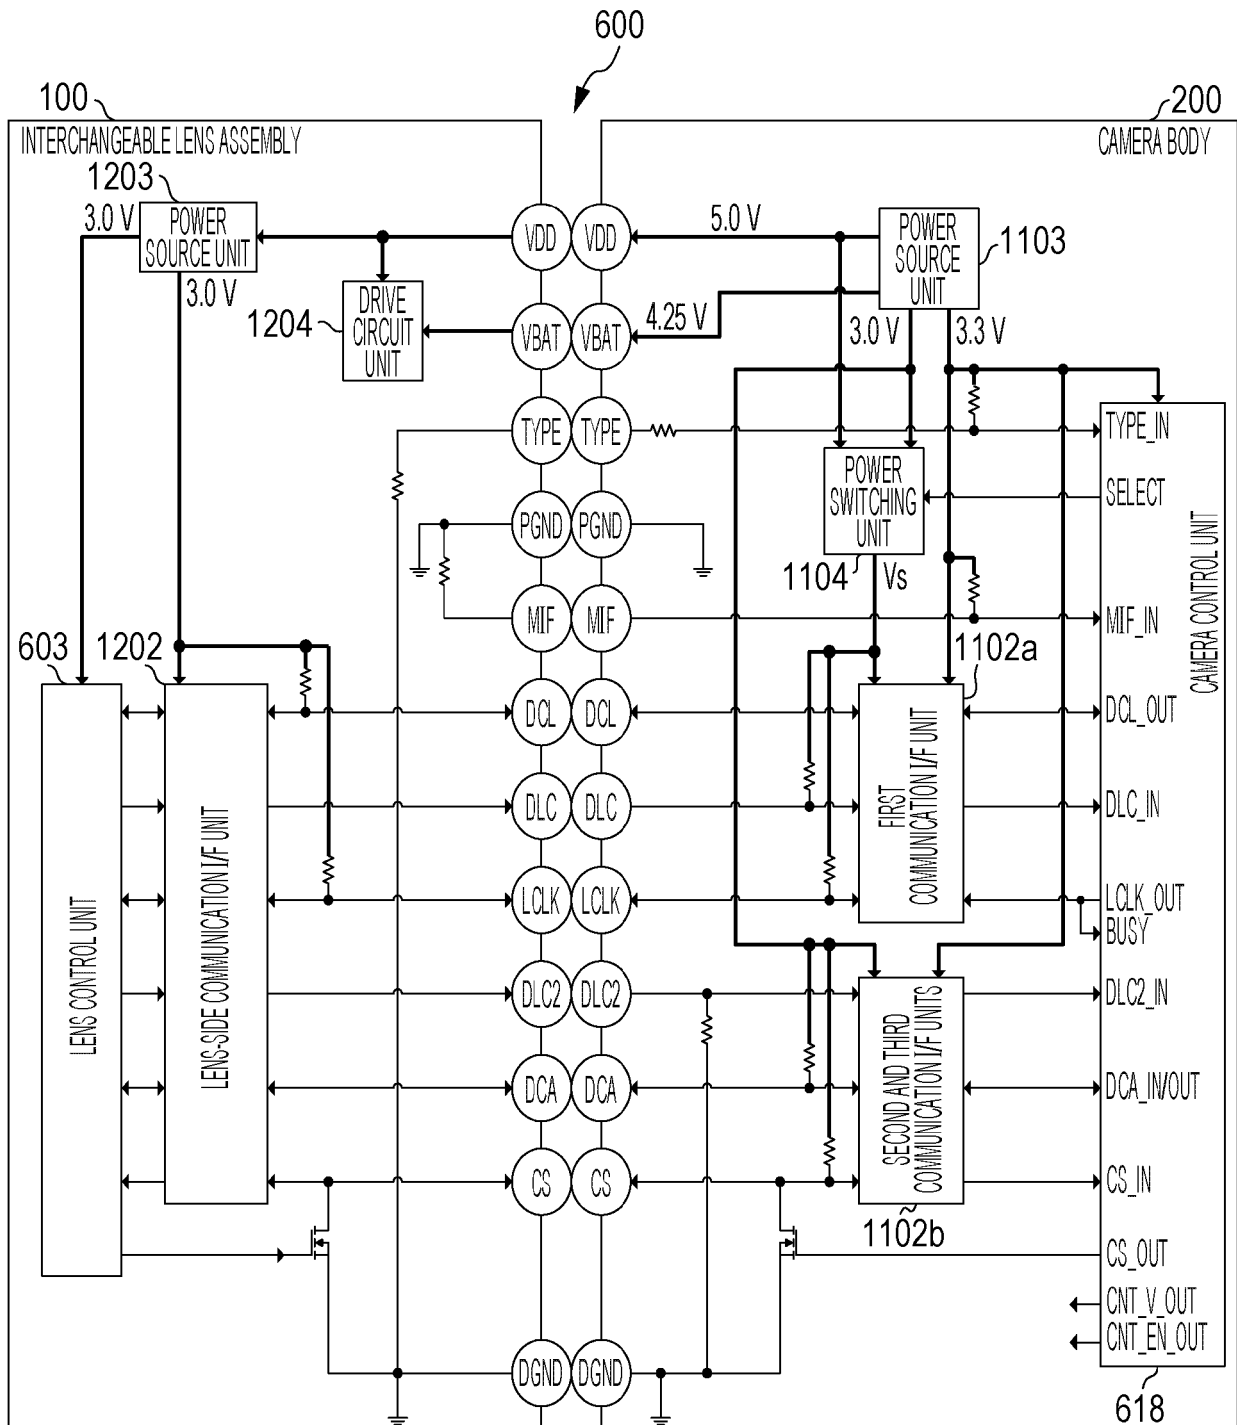 600
100
200
INTERCHANGEABLE LENS ASSEMBLY
CAMERA BODY
1203
3.0 V
POWER
SOURCE UNIT
3.0 V
VDD
VDD
5.0 V
POWER
SOURCE
UNIT
1103
1204
DRIVE
CIRCUIT
UNIT
VBAT
VBAT
4.25 V
3.0 V
3.3 V
TYPE
TYPE
TYPE_IN
POWER
SWITCHING
UNIT
SELECT
PGND
PGND
1104
Vs
MIF
MIF
MIF_IN
CAMERA CONTROL UNIT
603
1202
1102a
DCL
DCL
DCL_OUT
LENS CONTROL UNIT
LENS-SIDE COMMUNICATION I/F UNIT
FIRST
COMMUNICATION I/F UNIT
DLC
DLC
DLC_IN
LCLK
LCLK
LCLK_OUT
BUSY
DLC2
DLC2
DLC2_IN
SECOND AND THIRD
COMMUNICATION I/F UNITS
DCA
DCA
DCA_IN/OUT
CS
CS
CS_IN
1102b
CS_OUT
CNT_V_OUT
CNT_EN_OUT
DGND
DGND
618